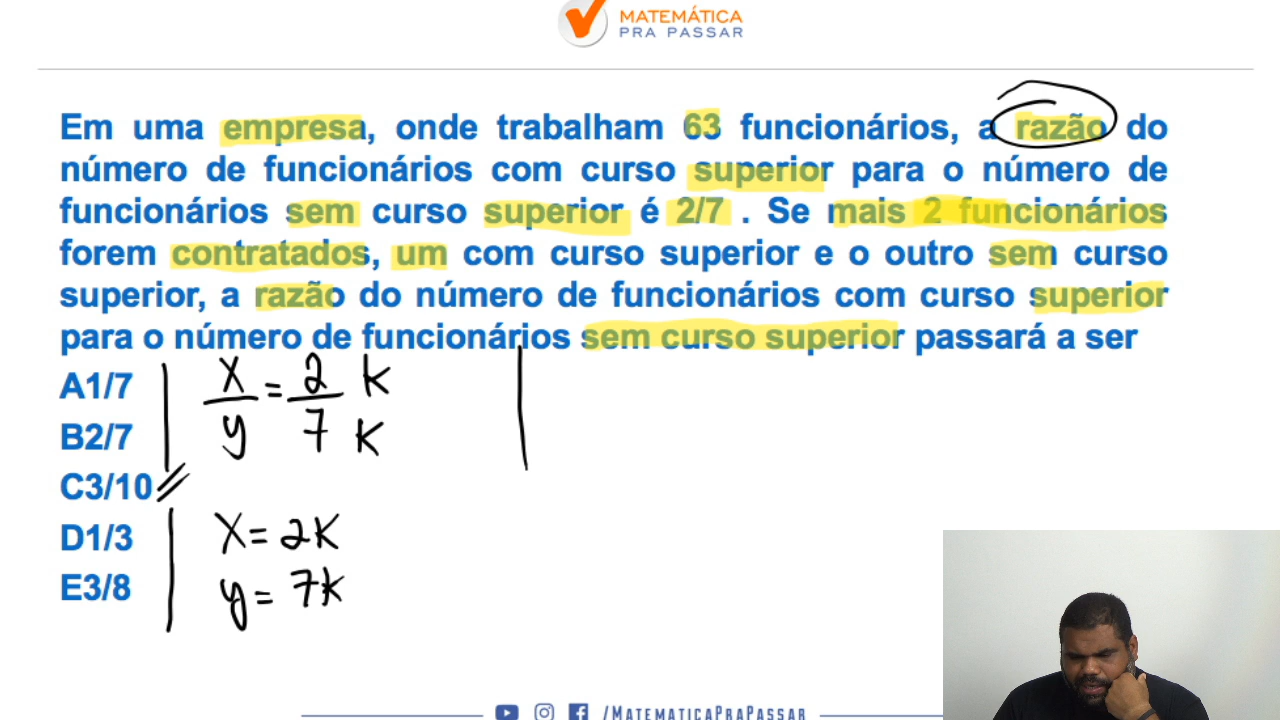 MATEMÁTICA
PRA PASSAR
Em uma empresa, onde trabalham 63 funcionários, a razão do
número de funcionários com curso superior para o número de
funcionários sem curso superior é 2/7 . Se mais 2 funcionários
forem contratados, um com curso superior e o outro sem curso
superior, a razão do número de funcionários com curso superior
para o número de funcionários sem curso superior passará a ser
A1/7
B2/7
C3/10
D1/3
E3/8
x/y = 2/7 K
K
X = 2K
y = 7K
/MATEMATICAPRAPASSAR